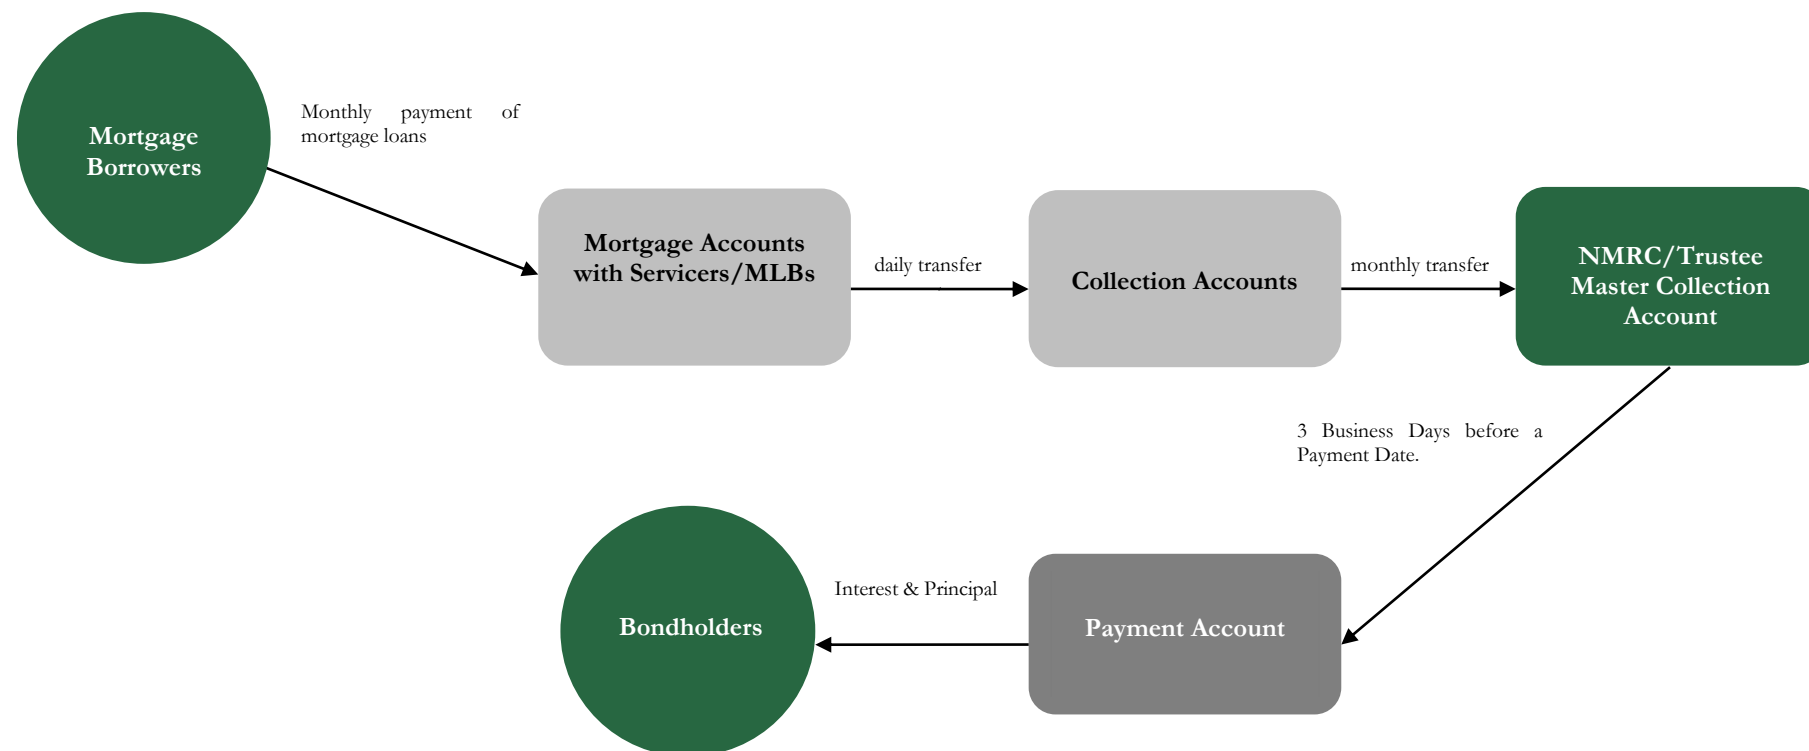 Mortgage
Borrowers
Monthly payment of
mortgage loans
Mortgage Accounts
with Servicers/MLBs
daily transfer
Collection Accounts
monthly transfer
NMRC/Trustee
Master Collection
Account
3 Business Days before a
Payment Date.
Bondholders
Interest & Principal
Payment Account